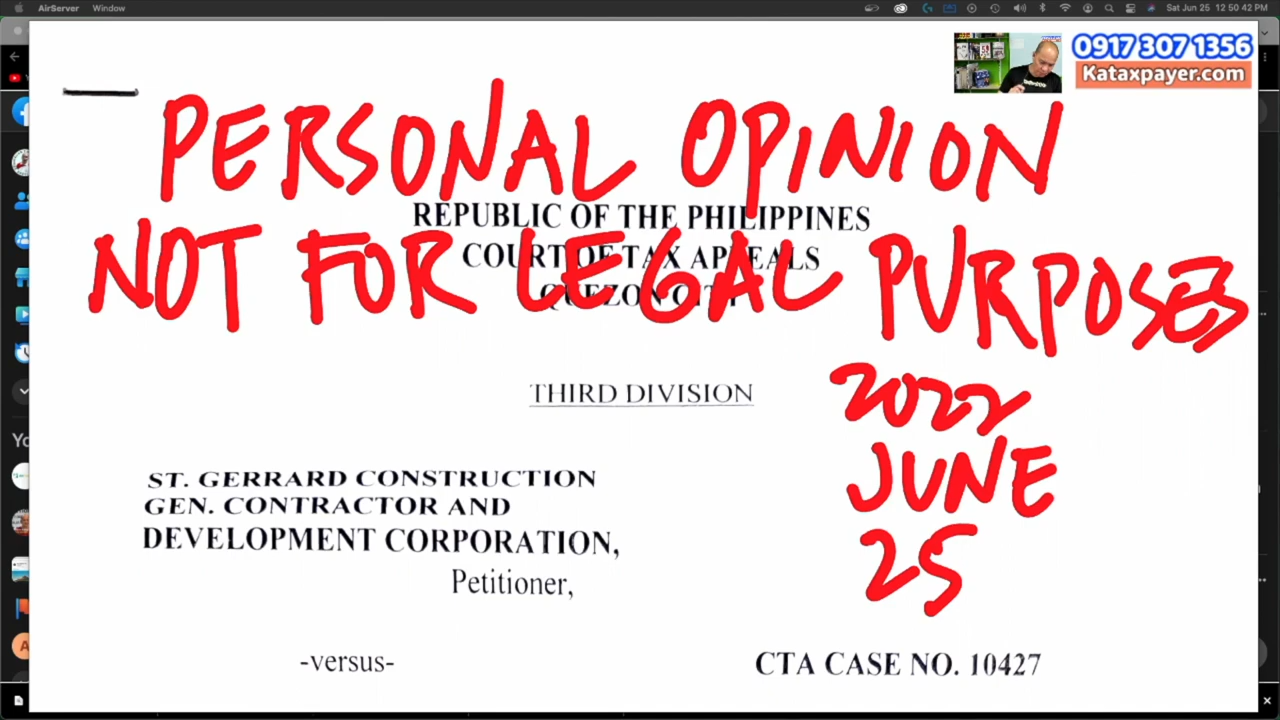 AirServer Window Sat Jun 25 12:50:42 PM
0917 307 1356
Kataxpayer.com
PERSONAL OPINION
REPUBLIC OF THE PHILIPPINES
NOT FOR LEGAL PURPOSES
COURT OF TAX APPEALS
QUEZON CITY
THIRD DIVISION
2022
JUNE
25
ST. GERRARD CONSTRUCTION
GEN. CONTRACTOR AND
DEVELOPMENT CORPORATION,
Petitioner,
-versus-
CTA CASE NO. 10427